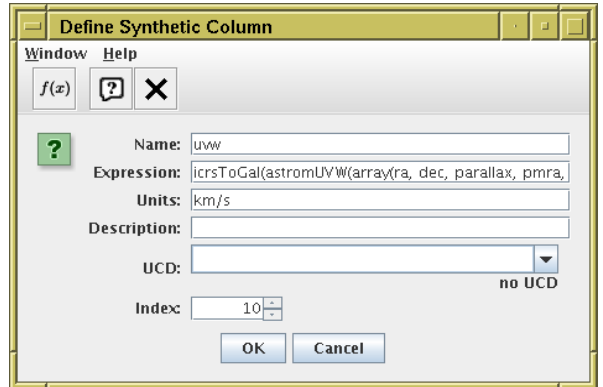 Define Synthetic Column
Window Help
f(x) ?
Name: uvw
Expression: icrsToGal(astromUVW(array(ra, dec, parallax, pmra,
Units: km/s
Description:
UCD:
no UCD
Index: 10
OK Cancel